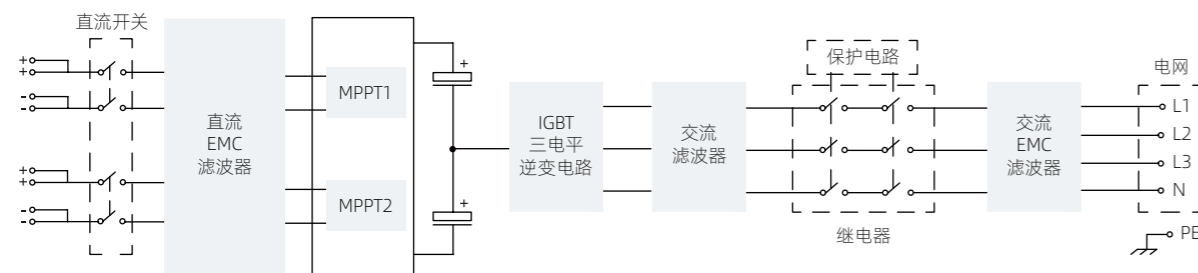 直流开关
+
+
-
-
+
+
-
-
直流
EMC
滤波器
MPPT1
MPPT2
+
+
IGBT
三电平
逆变电路
交流
滤波器
保护电路
继电器
交流
EMC
滤波器
电网
L1
L2
L3
N
PE